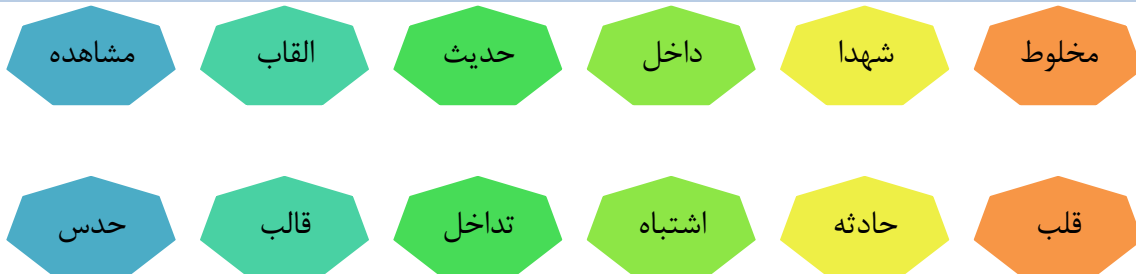 مخلوط شهدا داخل حدیث القاب مشاهده
قلب حادثه اشتباه تداخل قالب حدس